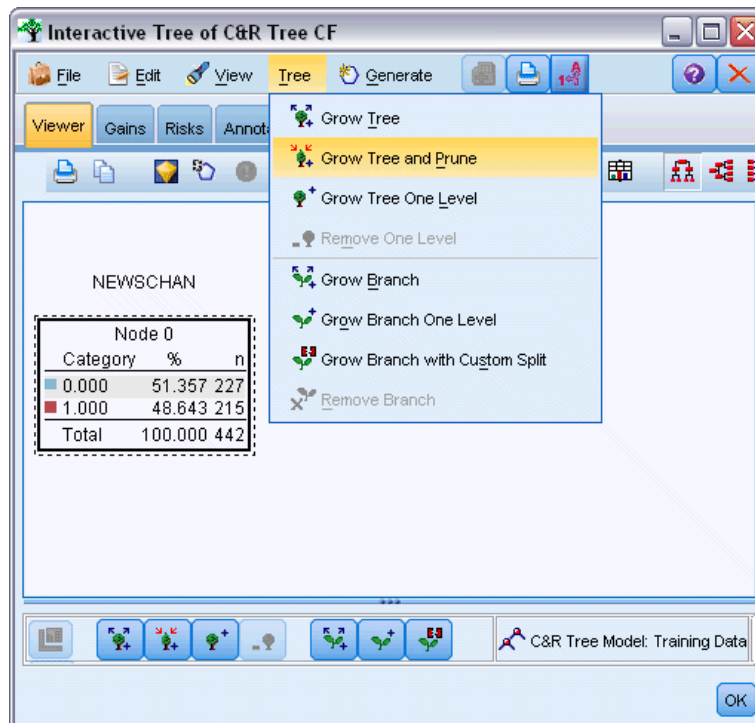 Interactive Tree of C&R Tree CF
File Edit View Tree Generate
Viewer Gains Risks Annota
Grow Tree
Grow Tree and Prune
Grow Tree One Level
Remove One Level
Grow Branch
Grow Branch One Level
Grow Branch with Custom Split
Remove Branch
NEWSCHAN
Node 0
Category % n
0.000 51.357 227
1.000 48.643 215
Total 100.000 442
C&R Tree Model: Training Data
OK